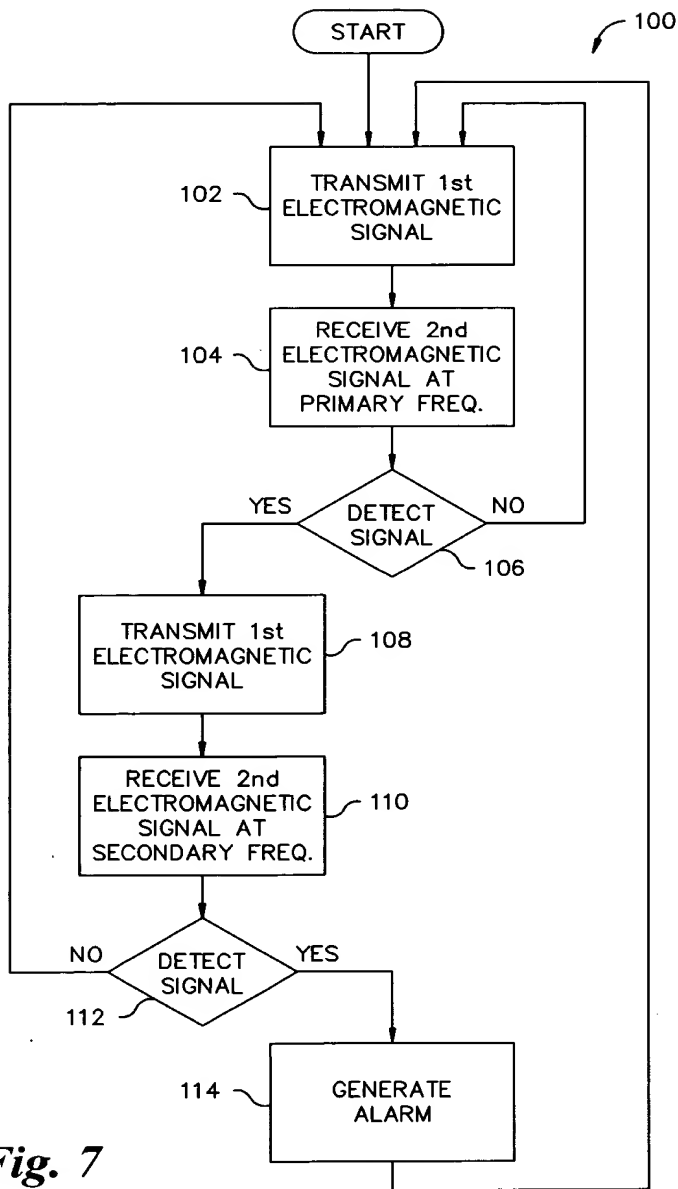 START
100
102
TRANSMIT 1st
ELECTROMAGNETIC
SIGNAL
104
RECEIVE 2nd
ELECTROMAGNETIC
SIGNAL AT
PRIMARY FREQ.
YES
NO
DETECT
SIGNAL
106
TRANSMIT 1st
ELECTROMAGNETIC
SIGNAL
108
RECEIVE 2nd
ELECTROMAGNETIC
SIGNAL AT
SECONDARY FREQ.
110
NO
YES
DETECT
SIGNAL
112
114
GENERATE
ALARM
Fig. 7